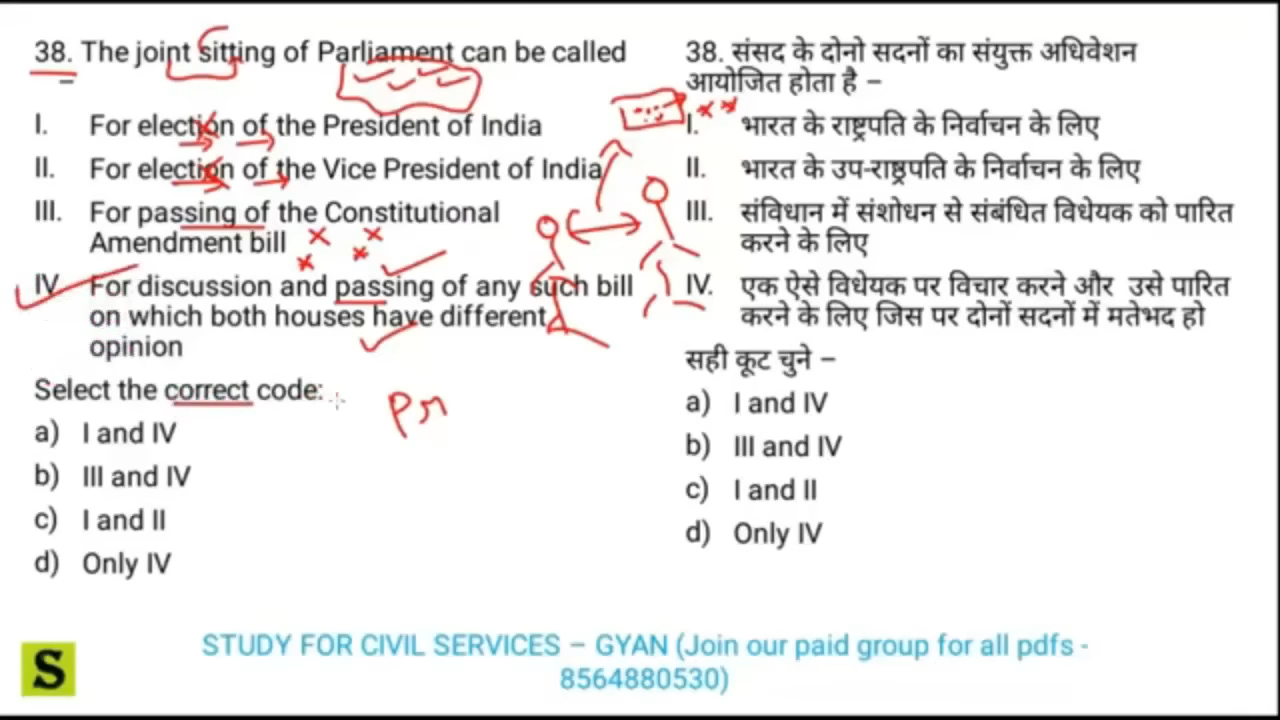 38. The joint sitting of Parliament can be called
I. For election of the President of India
II. For election of the Vice President of India
III. For passing of the Constitutional
Amendment bill
IV. For discussion and passing of any such bill
on which both houses have different
opinion
Select the correct code:
a) I and IV
b) III and IV
c) I and II
d) Only IV
38. संसद के दोनो सदनों का संयुक्त अधिवेशन
आयोजित होता है –
I. भारत के राष्ट्रपति के निर्वाचन के लिए
II. भारत के उप-राष्ट्रपति के निर्वाचन के लिए
III. संविधान में संशोधन से संबंधित विधेयक को पारित
करने के लिए
IV. एक ऐसे विधेयक पर विचार करने और उसे पारित
करने के लिए जिस पर दोनों सदनों में मतेभद हो
सही कूट चुने –
a) I and IV
b) III and IV
c) I and II
d) Only IV
STUDY FOR CIVIL SERVICES – GYAN (Join our paid group for all pdfs -
8564880530)
S